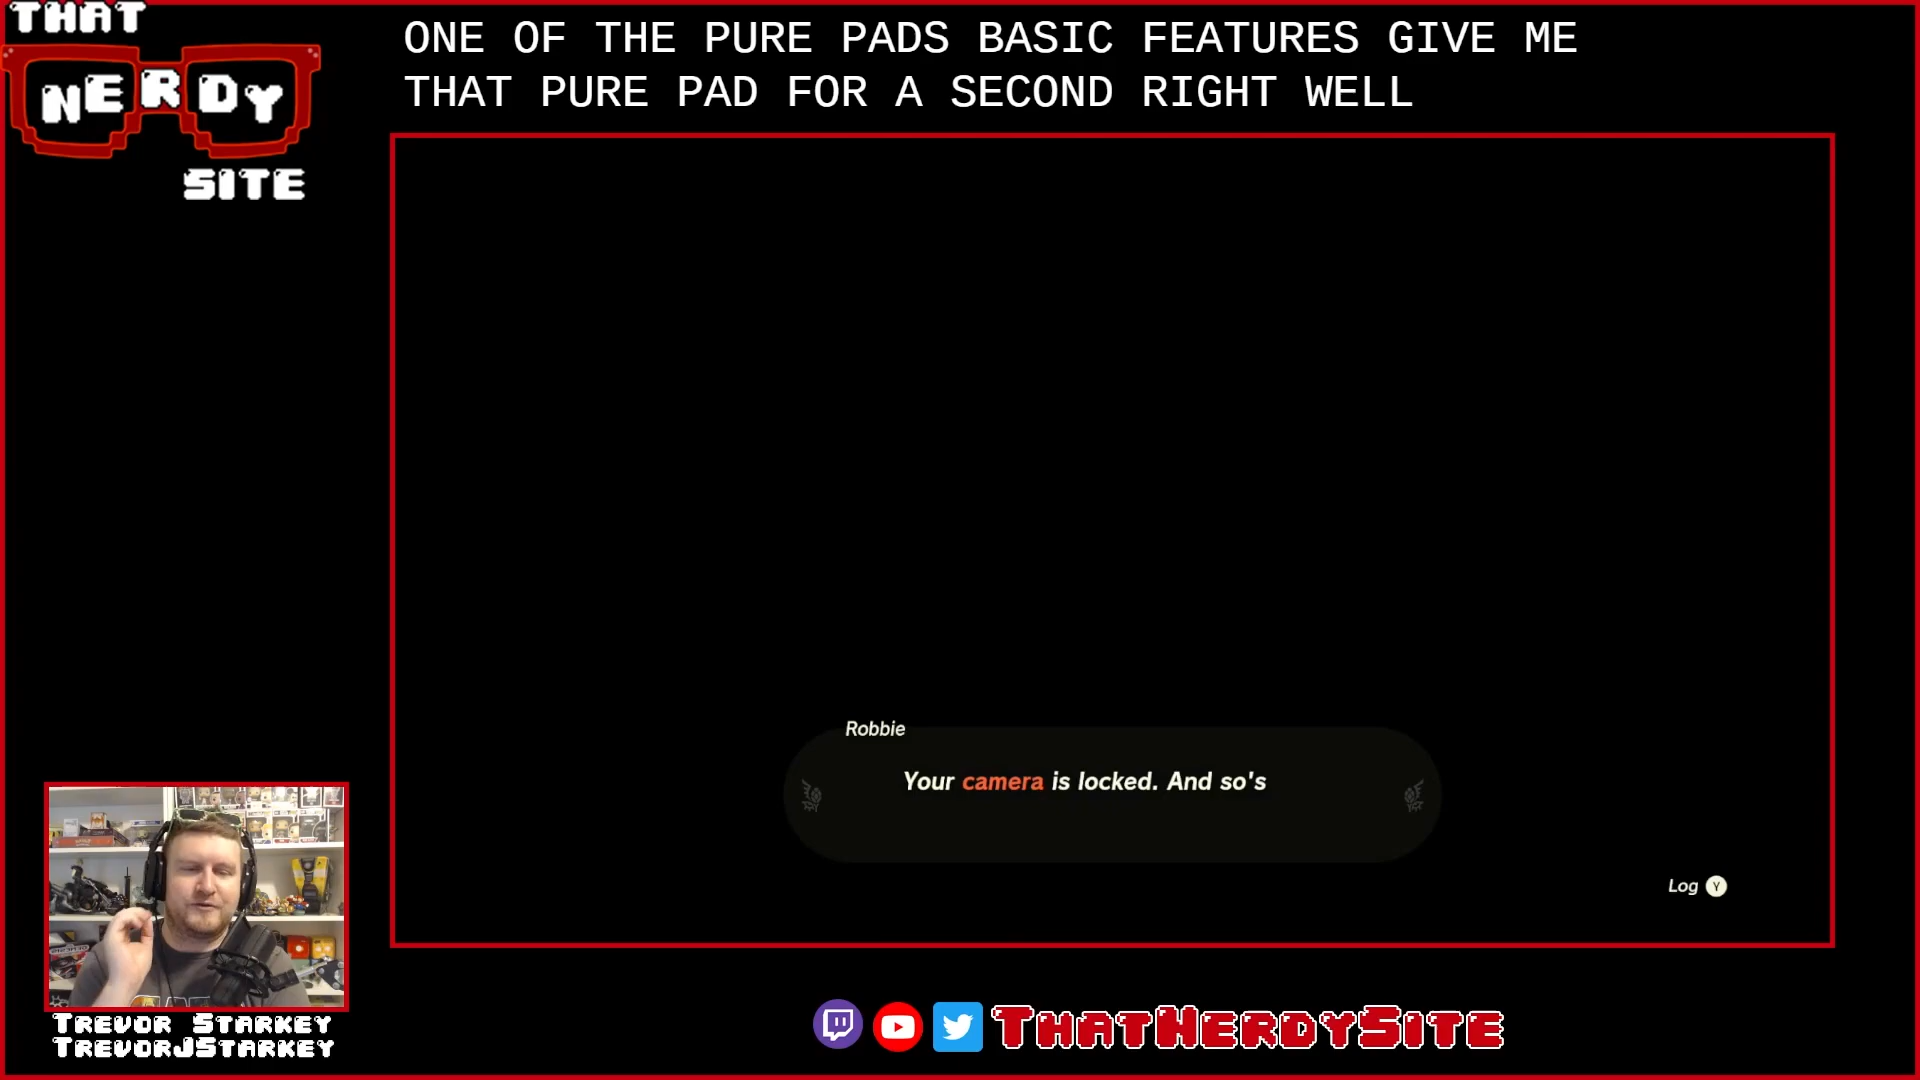 THAT
NERDY
SITE
ONE OF THE PURE PADS BASIC FEATURES GIVE ME
THAT PURE PAD FOR A SECOND RIGHT WELL
Robbie
Your camera is locked. And so's
Log Y
Trevor Starkey
TrevorJStarkey
ThatNerdySite